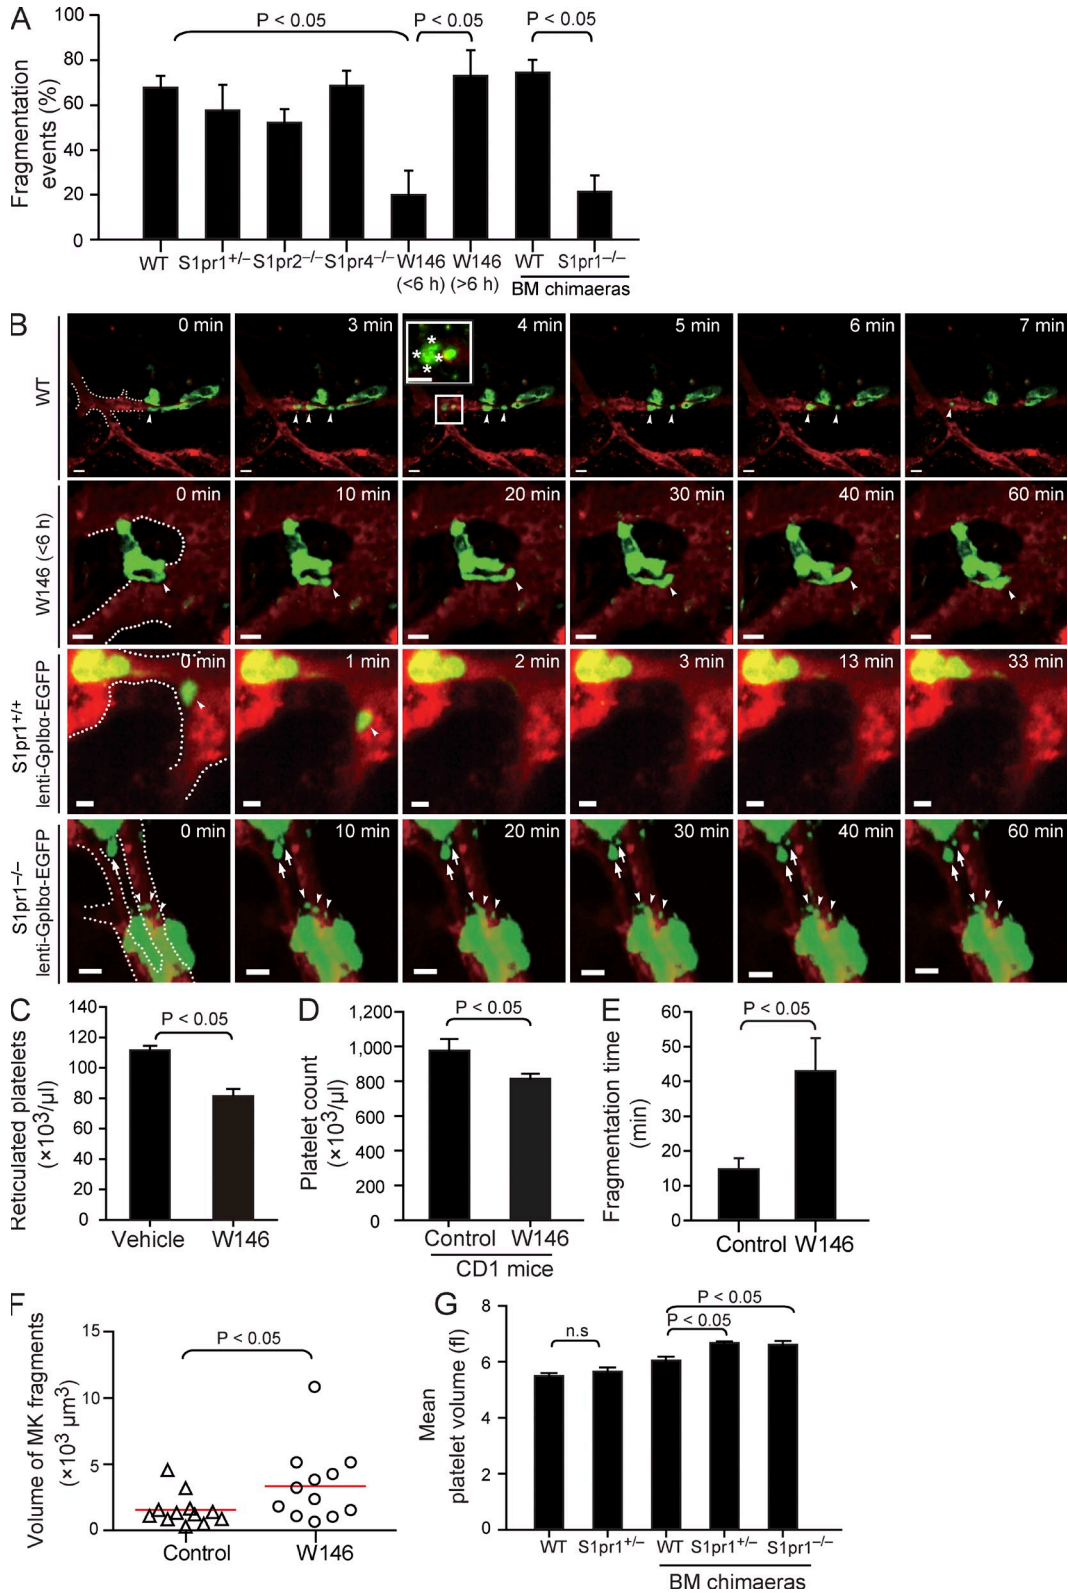 A
Fragmentation
events (%)
100
80
60
40
20
0
P < 0.05
P < 0.05
P < 0.05
WT
S1pr1+/−
S1pr2−/−
S1pr4−/−
W146
(<6 h)
W146
(>6 h)
WT
S1pr1−/−
BM chimaeras
B
WT
0 min
3 min
4 min
5 min
6 min
7 min
W146 (<6 h)
0 min
10 min
20 min
30 min
40 min
60 min
S1pr1+/+
lenti-GpIbα-EGFP
0 min
1 min
2 min
3 min
13 min
33 min
S1pr1−/−
lenti-GpIbα-EGFP
0 min
10 min
20 min
30 min
40 min
60 min
C
Reticulated platelets
(×10³/µl)
140
120
100
80
60
40
20
0
P < 0.05
Vehicle
W146
D
Platelet count
(×10³/µl)
1,200
1,000
800
600
400
200
0
P < 0.05
Control
W146
CD1 mice
E
Fragmentation time
(min)
60
50
40
30
20
10
0
P < 0.05
Control
W146
F
Volume of MK fragments
(×10³ µm³)
15
10
5
0
P < 0.05
Control
W146
G
Mean
platelet volume (fl)
8
6
4
2
0
n.s
P < 0.05
P < 0.05
WT
S1pr1+/−
WT
S1pr1+/−
S1pr1−/−
BM chimaeras